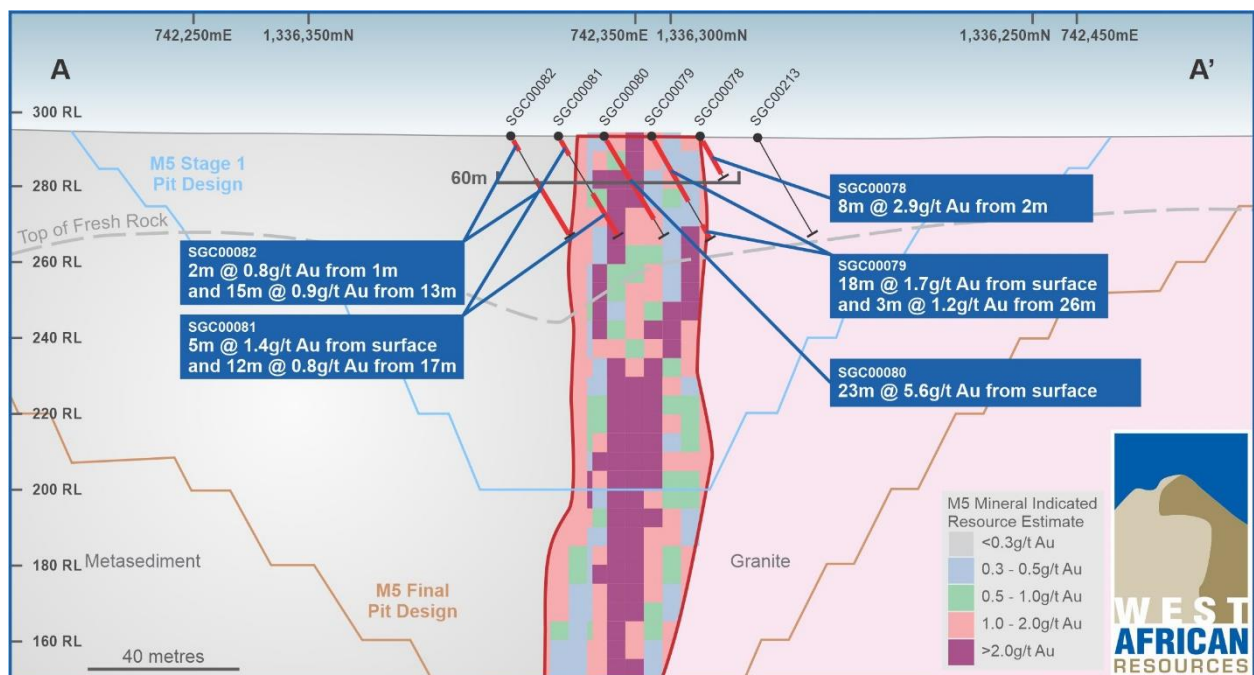 742,250mE
1,336,350mN
742,350mE
1,336,300mN
1,336,250mN
742,450mE
A
A'
SGC00082
SGC00081
SGC00080
SGC00079
SGC00078
SGC00213
300 RL
280 RL
260 RL
240 RL
220 RL
200 RL
180 RL
160 RL
M5 Stage 1
Pit Design
60m
Top of Fresh Rock
SGC00078
8m @ 2.9g/t Au from 2m
SGC00082
2m @ 0.8g/t Au from 1m
and 15m @ 0.9g/t Au from 13m
SGC00079
18m @ 1.7g/t Au from surface
and 3m @ 1.2g/t Au from 26m
SGC00081
5m @ 1.4g/t Au from surface
and 12m @ 0.8g/t Au from 17m
SGC00080
23m @ 5.6g/t Au from surface
Metasediment
M5 Final
Pit Design
Granite
40 metres
M5 Mineral Indicated
Resource Estimate
<0.3g/t Au
0.3 - 0.5g/t Au
0.5 - 1.0g/t Au
1.0 - 2.0g/t Au
>2.0g/t Au
WEST
AFRICAN
RESOURCES